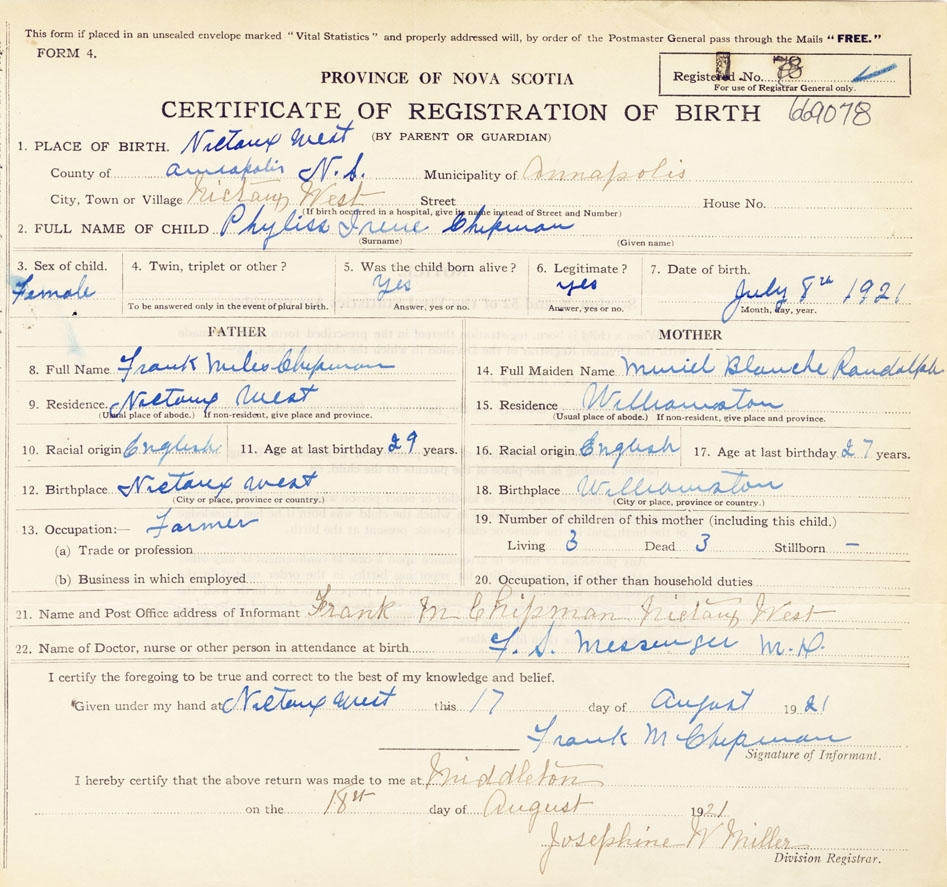 This form if placed in an unsealed envelope marked "Vital Statistics" and properly addressed will, by order of the Postmaster General pass through the Mails "FREE."
FORM 4.
PROVINCE OF NOVA SCOTIA
Registered No. 78
For use of Registrar General only.
CERTIFICATE OF REGISTRATION OF BIRTH 669078
(BY PARENT OR GUARDIAN)
1. PLACE OF BIRTH. Nictaux West
County of Annapolis N.S. Municipality of Annapolis
City, Town or Village Nictaux West Street House No.
(If birth occurred in a hospital, give its name instead of Street and Number)
2. FULL NAME OF CHILD Phyliss Irene Chipman
(Surname) (Given name)
3. Sex of child. 4. Twin, triplet or other? 5. Was the child born alive? 6. Legitimate? 7. Date of birth.
Female Yes yes July 8th 1921
To be answered only in the event of plural birth. Answer, yes or no. Answer, yes or no. Month, day, year.
FATHER MOTHER
8. Full Name Frank Miles Chipman 14. Full Maiden Name Muriel Blanche Randolph
9. Residence. Nictaux West 15. Residence Williamston
(Usual place of abode.) If non-resident, give place and province. (Usual place of abode.) If non-resident, give place and province.
10. Racial origin English 11. Age at last birthday 29 years. 16. Racial origin English 17. Age at last birthday 27 years.
12. Birthplace Nictaux West 18. Birthplace Williamston
(City or place, province or country.) (City or place, province or country.)
13. Occupation:— Farmer 19. Number of children of this mother (including this child.)
(a) Trade or profession Living 3 Dead 3 Stillborn —
(b) Business in which employed 20. Occupation, if other than household duties
21. Name and Post Office address of Informant Frank M Chipman Nictaux West
22. Name of Doctor, nurse or other person in attendance at birth F. S. Messenger M.D.
I certify the foregoing to be true and correct to the best of my knowledge and belief.
Given under my hand at Nictaux West this 17 day of August 1921
Frank M Chipman
Signature of Informant.
I hereby certify that the above return was made to me at Middleton
on the 18st day of August 1921
Josephine W Miller
Division Registrar.